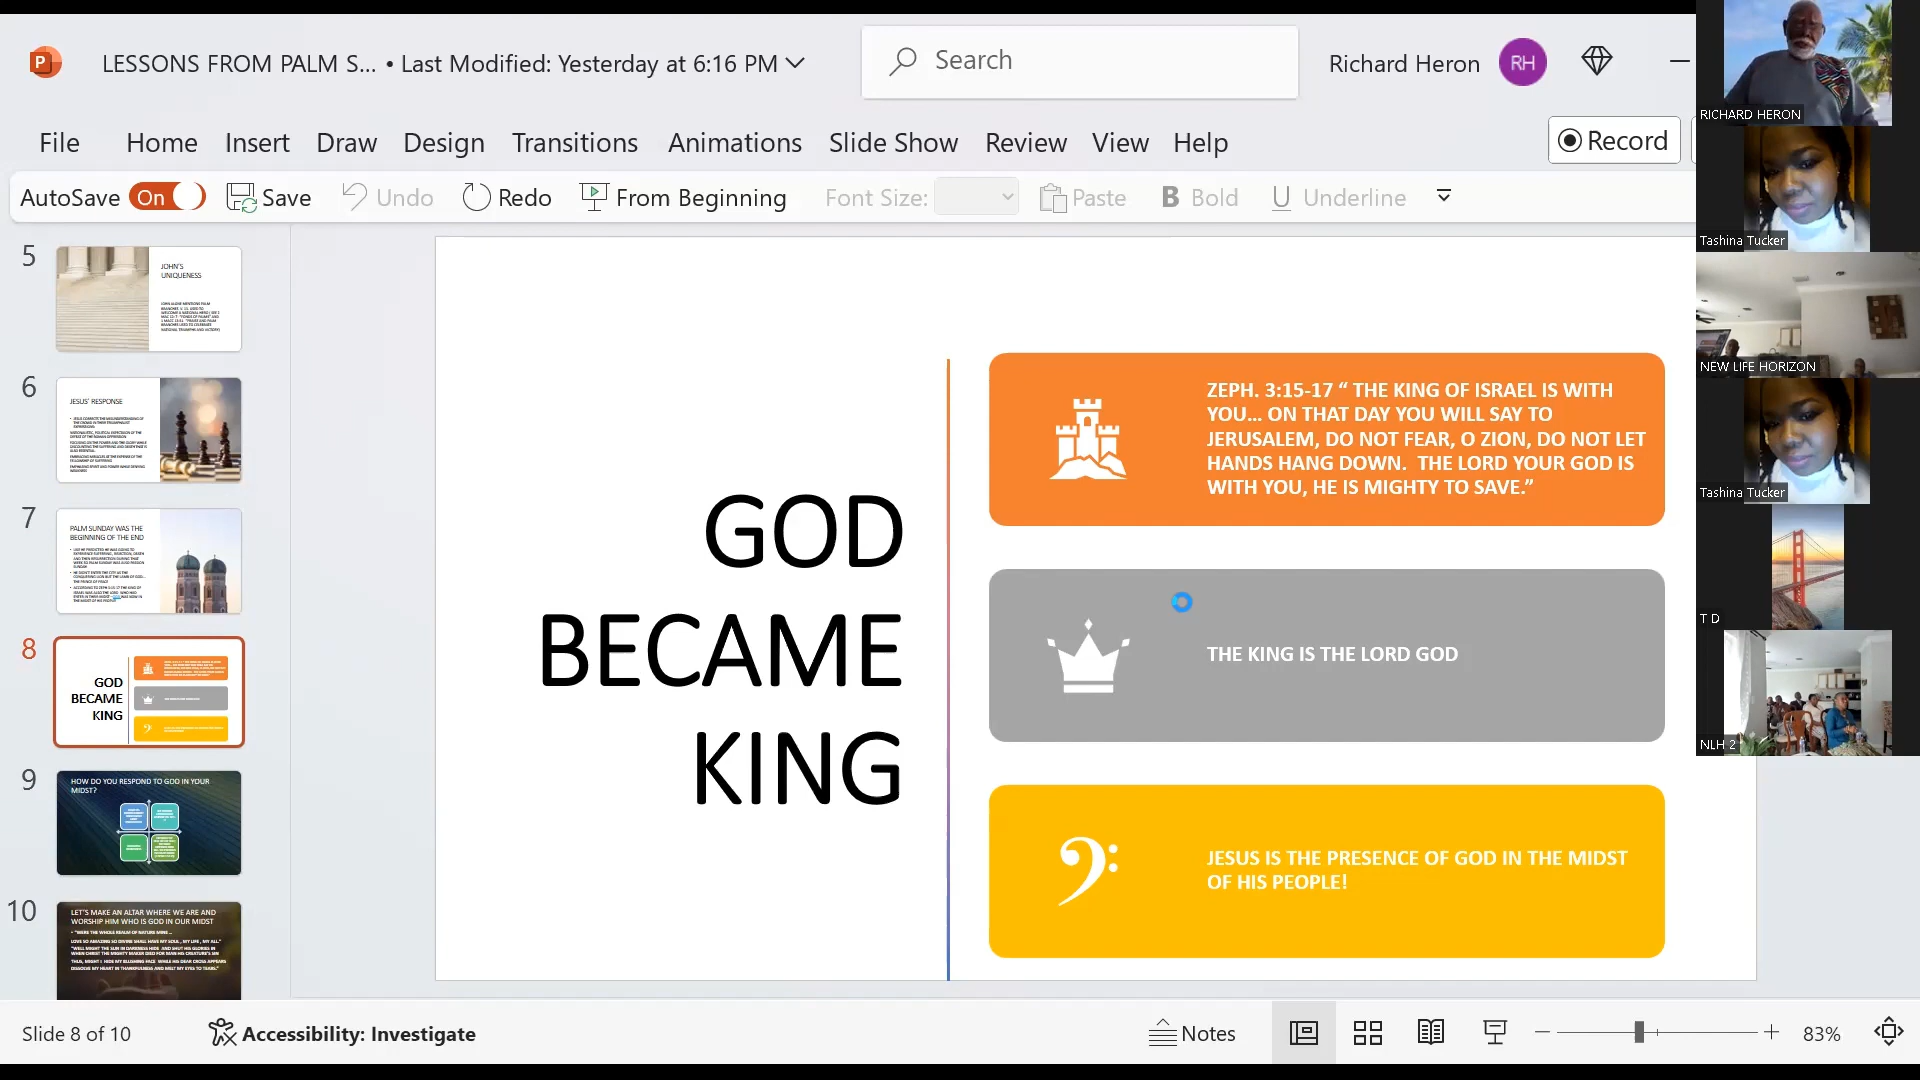 LESSONS FROM PALM S... • Last Modified: Yesterday at 6:16 PM
Search
Richard Heron
RH
File Home Insert Draw Design Transitions Animations Slide Show Review View Help
Record
AutoSave On Save Undo Redo From Beginning Font Size: Paste B Bold U Underline
5
JOHN'S
UNIQUENESS
6
JESUS' RESPONSE
7
PALM SUNDAY WAS THE
BEGINNING OF THE END
8
GOD
BECAME
KING
9
HOW DO YOU RESPOND TO GOD IN YOUR
MIDST?
10
LET'S MAKE AN ALTAR WHERE WE ARE AND
WORSHIP HIM WHO IS GOD IN OUR MIDST
GOD
BECAME
KING
ZEPH. 3:15-17 “ THE KING OF ISRAEL IS WITH
YOU... ON THAT DAY YOU WILL SAY TO
JERUSALEM, DO NOT FEAR, O ZION, DO NOT LET
HANDS HANG DOWN. THE LORD YOUR GOD IS
WITH YOU, HE IS MIGHTY TO SAVE.”
THE KING IS THE LORD GOD
JESUS IS THE PRESENCE OF GOD IN THE MIDST
OF HIS PEOPLE!
RICHARD HERON
Tashina Tucker
NEW LIFE HORIZON
Tashina Tucker
T D
NLH 2
Slide 8 of 10
Accessibility: Investigate
Notes
83%